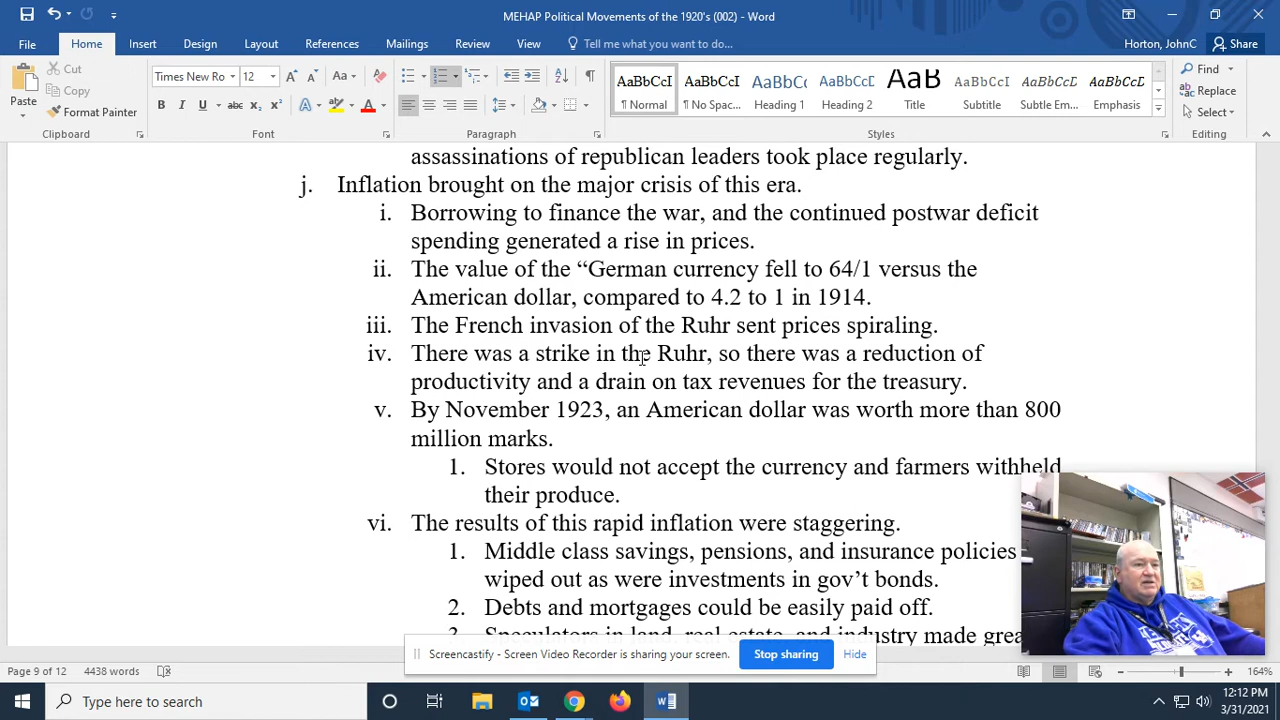 MEHAP Political Movements of the 1920's (002) - Word
File Home Insert Design Layout References Mailings Review View Tell me what you want to do... Horton, JohnC Share
Paste Cut Copy Format Painter
Times New Ro 12
AaBbCcI AaBbCcI AaBbCc AaBbCcI AaB AaBbCcI AaBbCcI AaBbCcI
¶ Normal ¶ No Spac... Heading 1 Heading 2 Title Subtitle Subtle Em... Emphasis
Find Replace Select
Clipboard Font Paragraph Styles Editing
assassinations of republican leaders took place regularly.
j. Inflation brought on the major crisis of this era.
i. Borrowing to finance the war, and the continued postwar deficit
spending generated a rise in prices.
ii. The value of the “German currency fell to 64/1 versus the
American dollar, compared to 4.2 to 1 in 1914.
iii. The French invasion of the Ruhr sent prices spiraling.
iv. There was a strike in the Ruhr, so there was a reduction of
productivity and a drain on tax revenues for the treasury.
v. By November 1923, an American dollar was worth more than 800
million marks.
1. Stores would not accept the currency and farmers withheld
their produce.
vi. The results of this rapid inflation were staggering.
1. Middle class savings, pensions, and insurance policies
wiped out as were investments in gov’t bonds.
2. Debts and mortgages could be easily paid off.
3. Speculators in land, real estate, and industry made
Screencastify - Screen Video Recorder is sharing your screen. Stop sharing Hide
Page 9 of 12 4438 words 164%
Type here to search
12:12 PM
3/31/2021